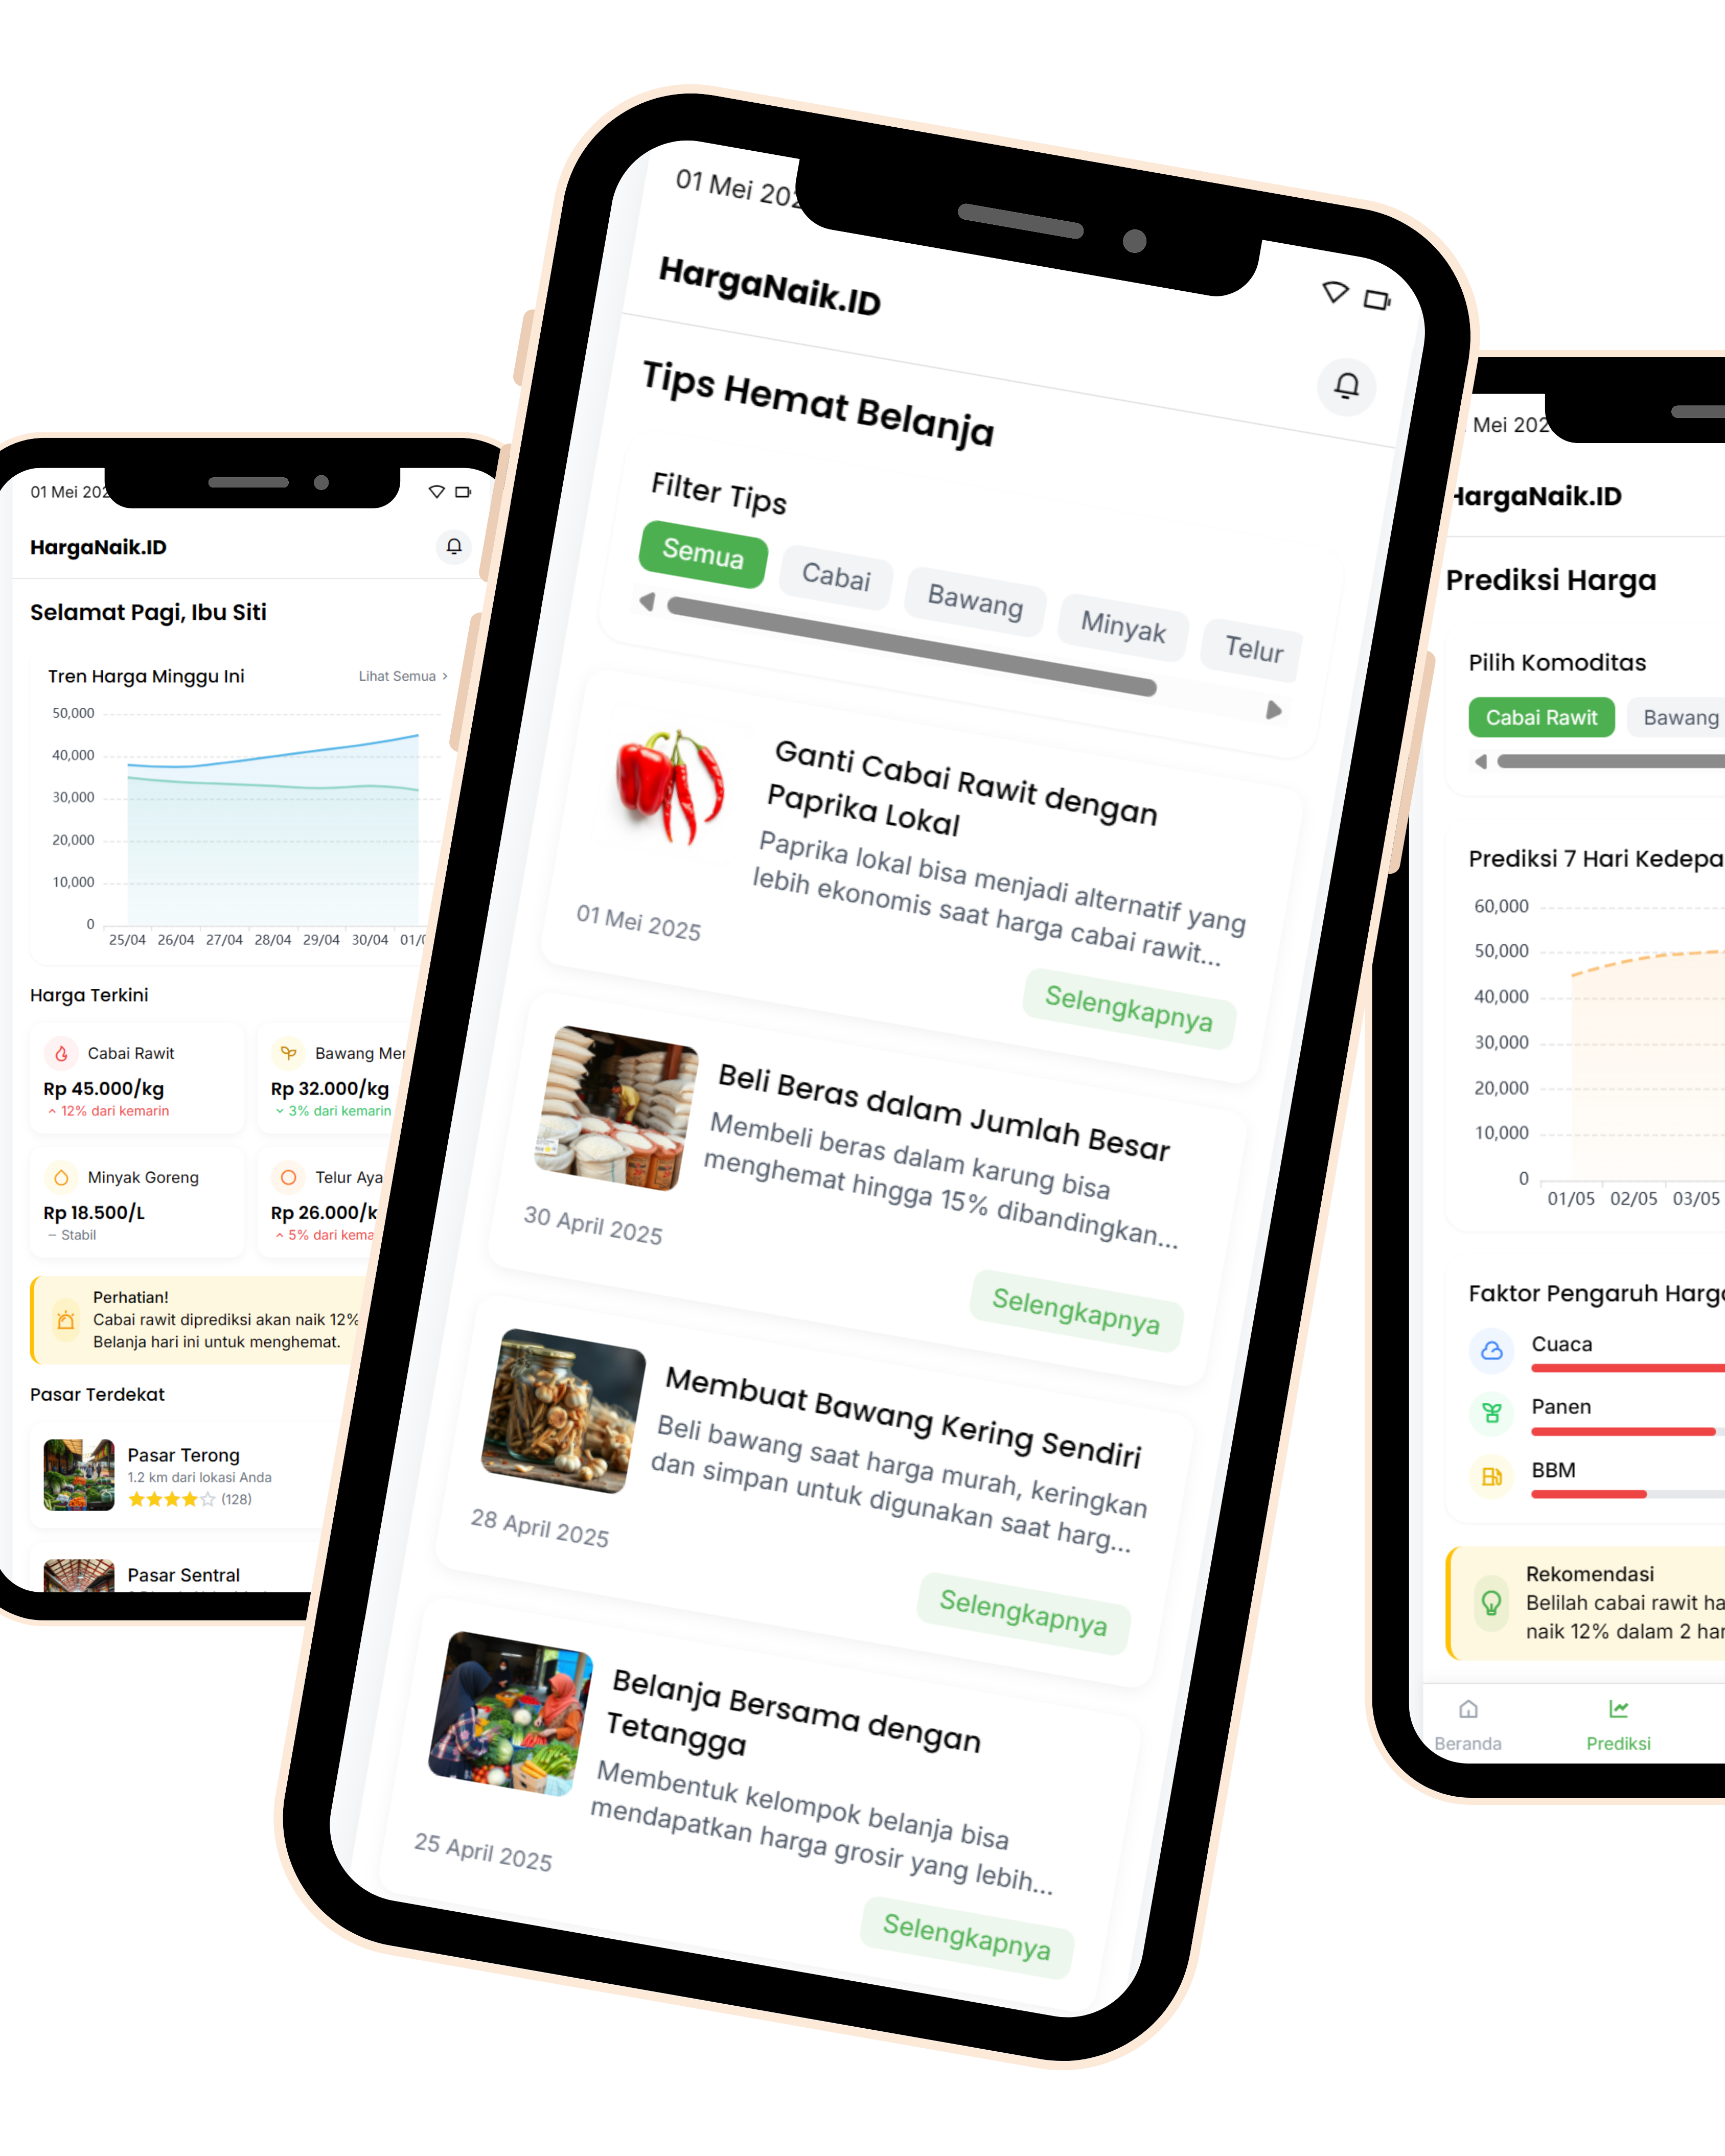 01 Mei 202
HargaNaik.ID
Selamat Pagi, Ibu Siti
Tren Harga Minggu Ini
Lihat Semua
50,000
40,000
30,000
20,000
10,000
0
25/04 26/04 27/04 28/04 29/04 30/04 01/0
Harga Terkini
Cabai Rawit
Rp 45.000/kg
12% dari kemarin
Bawang Mer
Rp 32.000/kg
3% dari kemarin
Minyak Goreng
Rp 18.500/L
Stabil
Telur Aya
Rp 26.000/k
5% dari kema
Perhatian!
Cabai rawit diprediksi akan naik 12%
Belanja hari ini untuk menghemat.
Pasar Terdekat
Pasar Terong
1.2 km dari lokasi Anda
(128)
Pasar Sentral
01 Mei 202
HargaNaik.ID
Tips Hemat Belanja
Filter Tips
Semua Cabai Bawang Minyak Telur
Ganti Cabai Rawit dengan
Paprika Lokal
Paprika lokal bisa menjadi alternatif yang
lebih ekonomis saat harga cabai rawit...
01 Mei 2025
Selengkapnya
Beli Beras dalam Jumlah Besar
Membeli beras dalam karung bisa
menghemat hingga 15% dibandingkan...
30 April 2025
Selengkapnya
Membuat Bawang Kering Sendiri
Beli bawang saat harga murah, keringkan
dan simpan untuk digunakan saat harg...
28 April 2025
Selengkapnya
Belanja Bersama dengan
Tetangga
Membentuk kelompok belanja bisa
mendapatkan harga grosir yang lebih...
25 April 2025
Selengkapnya
Mei 202
HargaNaik.ID
Prediksi Harga
Pilih Komoditas
Cabai Rawit Bawang
Prediksi 7 Hari Kedepa
60,000
50,000
40,000
30,000
20,000
10,000
0
01/05 02/05 03/05
Faktor Pengaruh Harga
Cuaca
Panen
BBM
Rekomendasi
Belilah cabai rawit ha
naik 12% dalam 2 har
Beranda Prediksi